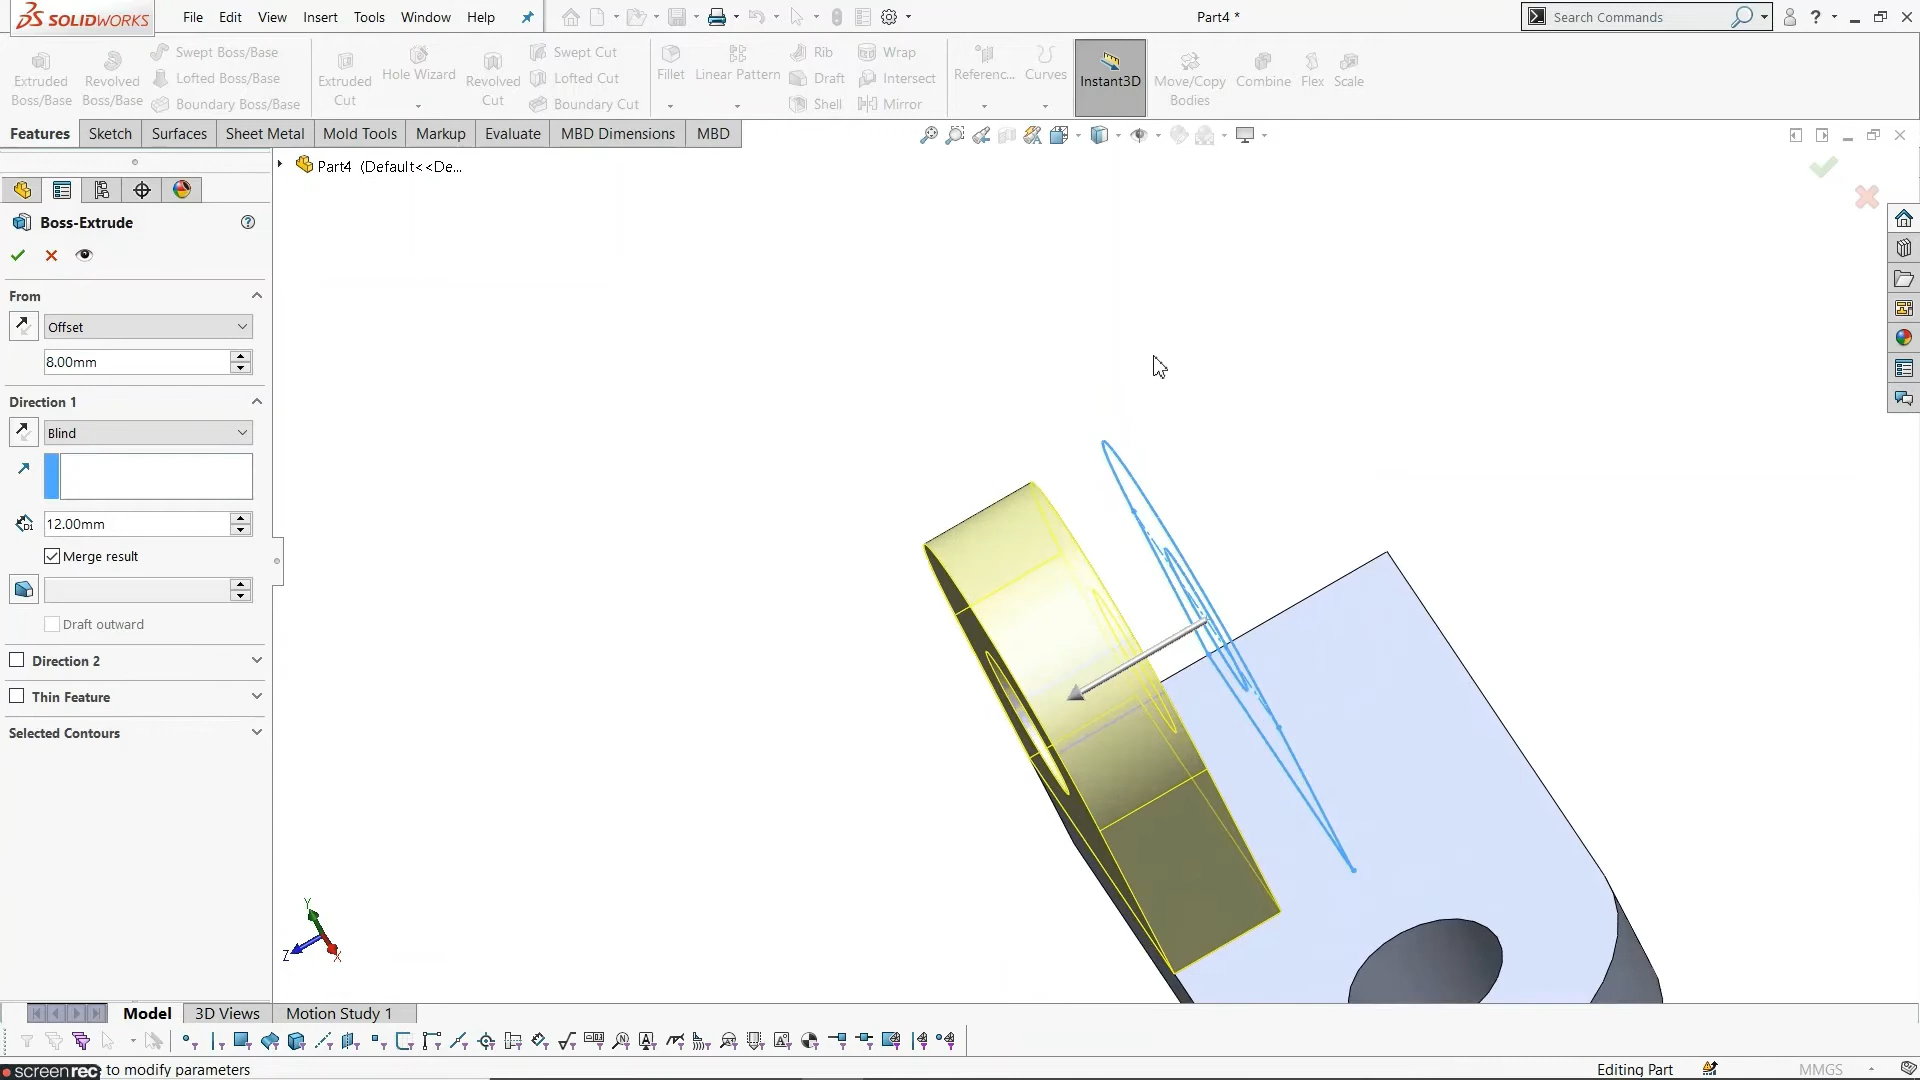 SOLIDWORKS File Edit View Insert Tools Window Help Part4 * Search Commands ?
Extruded Boss/Base
Revolved Boss/Base
Swept Boss/Base
Lofted Boss/Base
Boundary Boss/Base
Extruded Cut
Hole Wizard
Revolved Cut
Swept Cut
Lofted Cut
Boundary Cut
Fillet
Linear Pattern
Rib
Draft
Shell
Wrap
Intersect
Mirror
Referenc...
Curves
Instant3D
Move/Copy Bodies
Combine
Flex
Scale
Features Sketch Surfaces Sheet Metal Mold Tools Markup Evaluate MBD Dimensions MBD
Part4 (Default<<De...
Boss-Extrude
From
Offset
8.00mm
Direction 1
Blind
D1
12.00mm
Merge result
Draft outward
Direction 2
Thin Feature
Selected Contours
Y
Z
X
Model 3D Views Motion Study 1
screenrec to modify parameters Editing Part MMGS